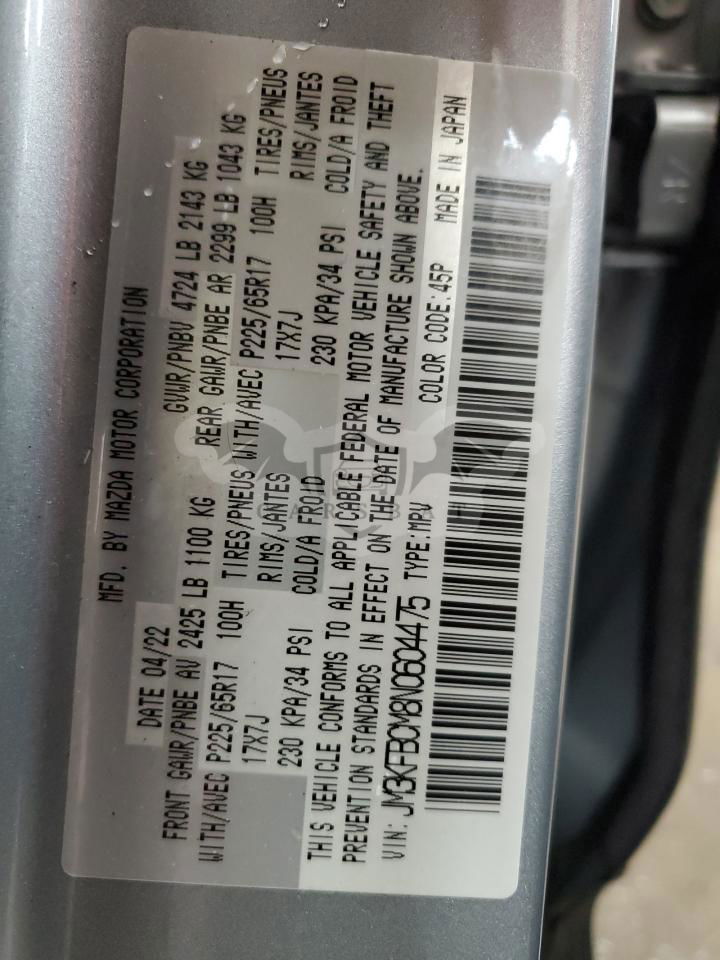 MFD. BY MAZDA MOTOR CORPORATION
DATE 04/22 GVWR/PNBV 4724 LB 2143 KG
FRONT GAWR/PNBE AV 2425 LB 1100 KG REAR GAWR/PNBE AR 2299 LB 1043 KG
WITH/AVEC P225/65R17 100H TIRES/PNEUS WITH/AVEC P225/65R17 100H TIRES/PNEUS
17X7J RIMS/JANTES 17X7J RIMS/JANTES
230 KPA/34 PSI COLD/A FROID 230 KPA/34 PSI COLD/A FROID
THIS VEHICLE CONFORMS TO ALL APPLICABLE FEDERAL MOTOR VEHICLE SAFETY AND THEFT
PREVENTION STANDARDS IN EFFECT ON THE DATE OF MANUFACTURE SHOWN ABOVE.
VIN: JM3KFBCM8N0604475 TYPE:MPV COLOR CODE:45P MADE IN JAPAN
CARSBAT